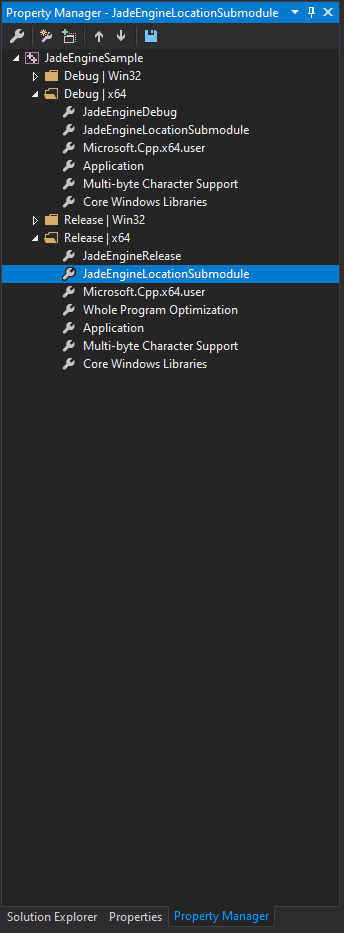 Property Manager - JadeEngineLocationSubmodule
JadeEngineSample
Debug | Win32
Debug | x64
JadeEngineDebug
JadeEngineLocationSubmodule
Microsoft.Cpp.x64.user
Application
Multi-byte Character Support
Core Windows Libraries
Release | Win32
Release | x64
JadeEngineRelease
JadeEngineLocationSubmodule
Microsoft.Cpp.x64.user
Whole Program Optimization
Application
Multi-byte Character Support
Core Windows Libraries
Solution Explorer Properties Property Manager